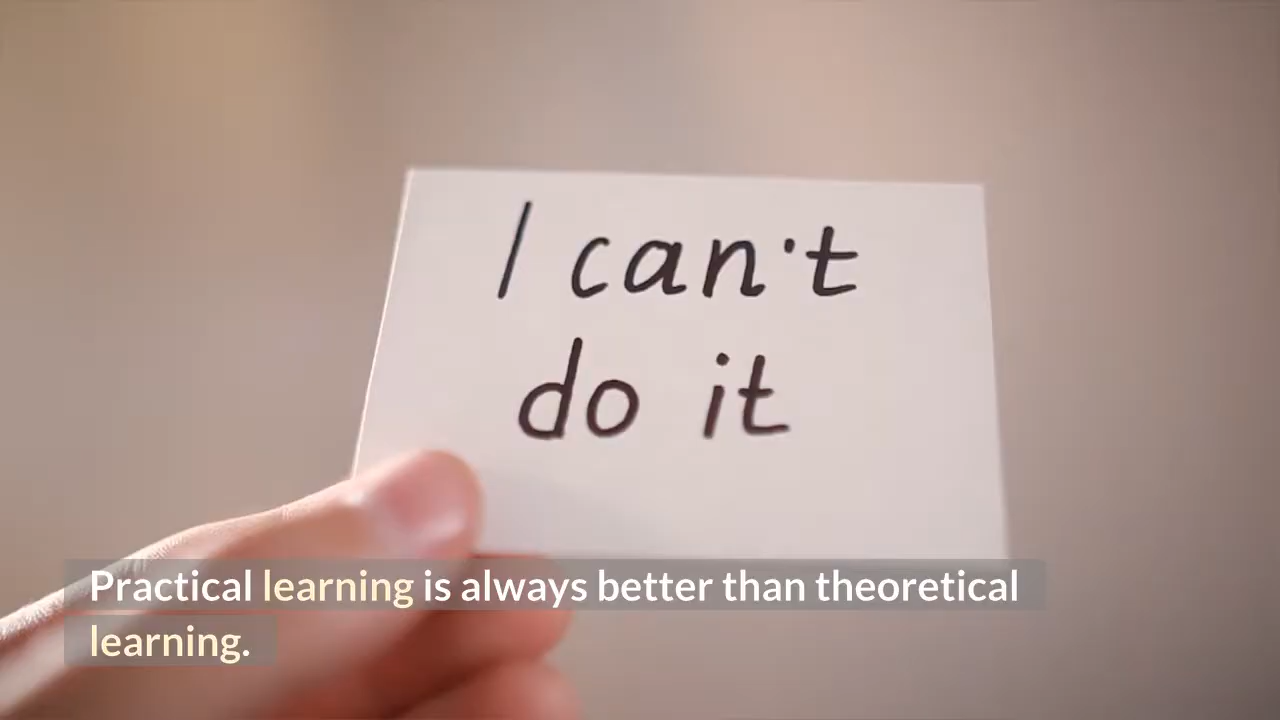 I can't
do it
Practical learning is always better than theoretical
learning.